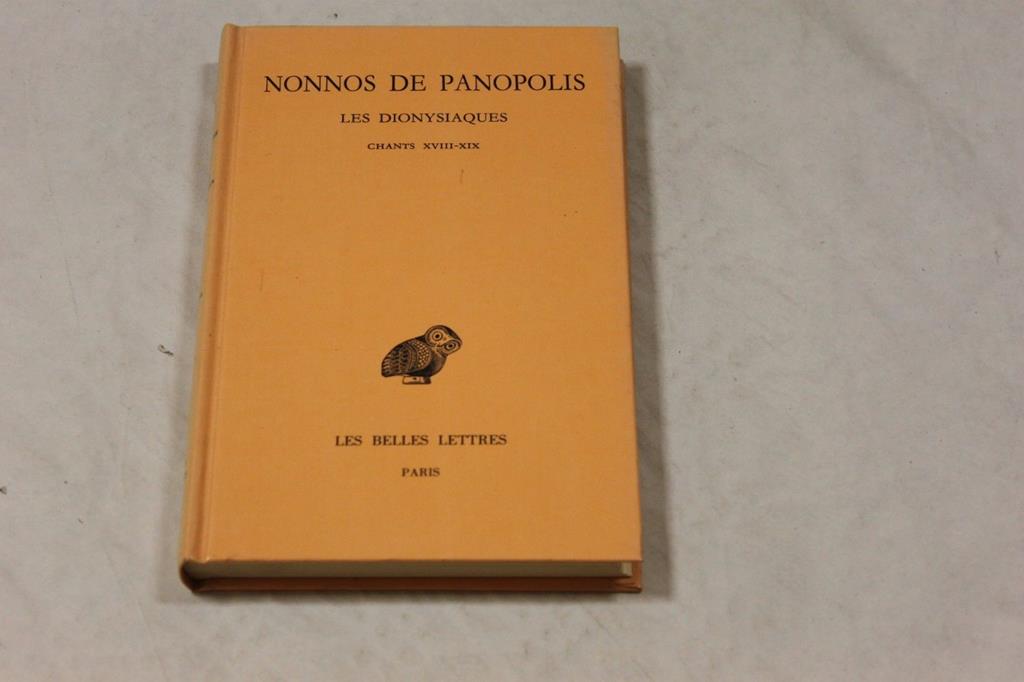 NONNOS DE PANOPOLIS
LES DIONYSIAQUES
CHANTS XVIII-XIX
LES BELLES LETTRES
PARIS